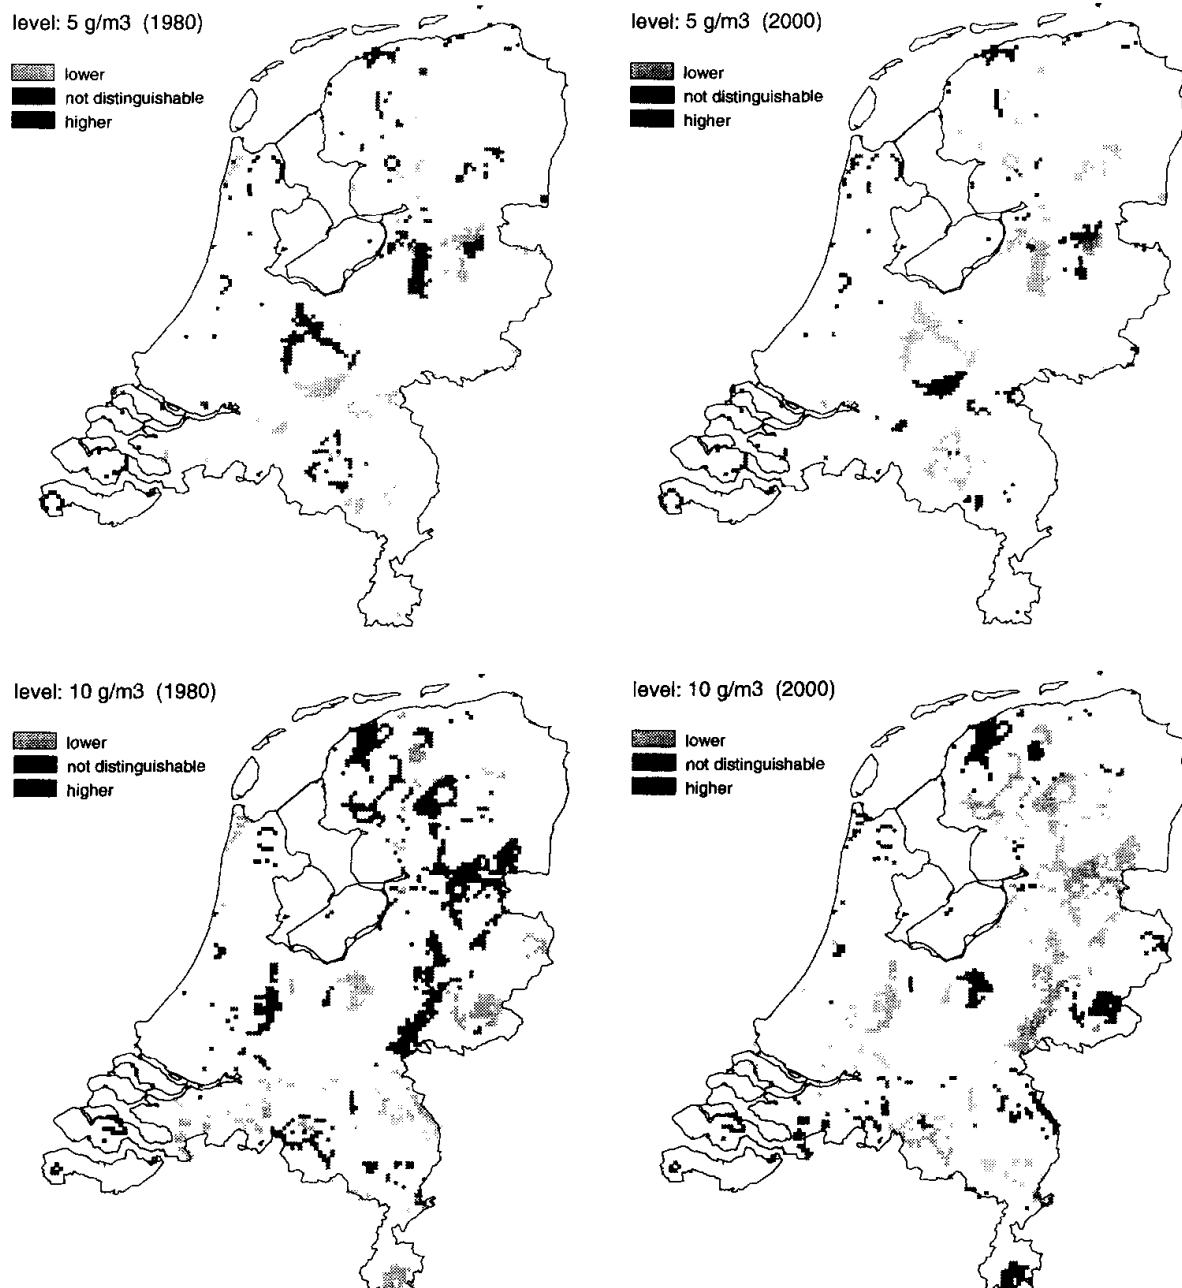 level: 5 g/m3 (1980)
lower
not distinguishable
higher
level: 5 g/m3 (2000)
lower
not distinguishable
higher
level: 10 g/m3 (1980)
lower
not distinguishable
higher
level: 10 g/m3 (2000)
lower
not distinguishable
higher